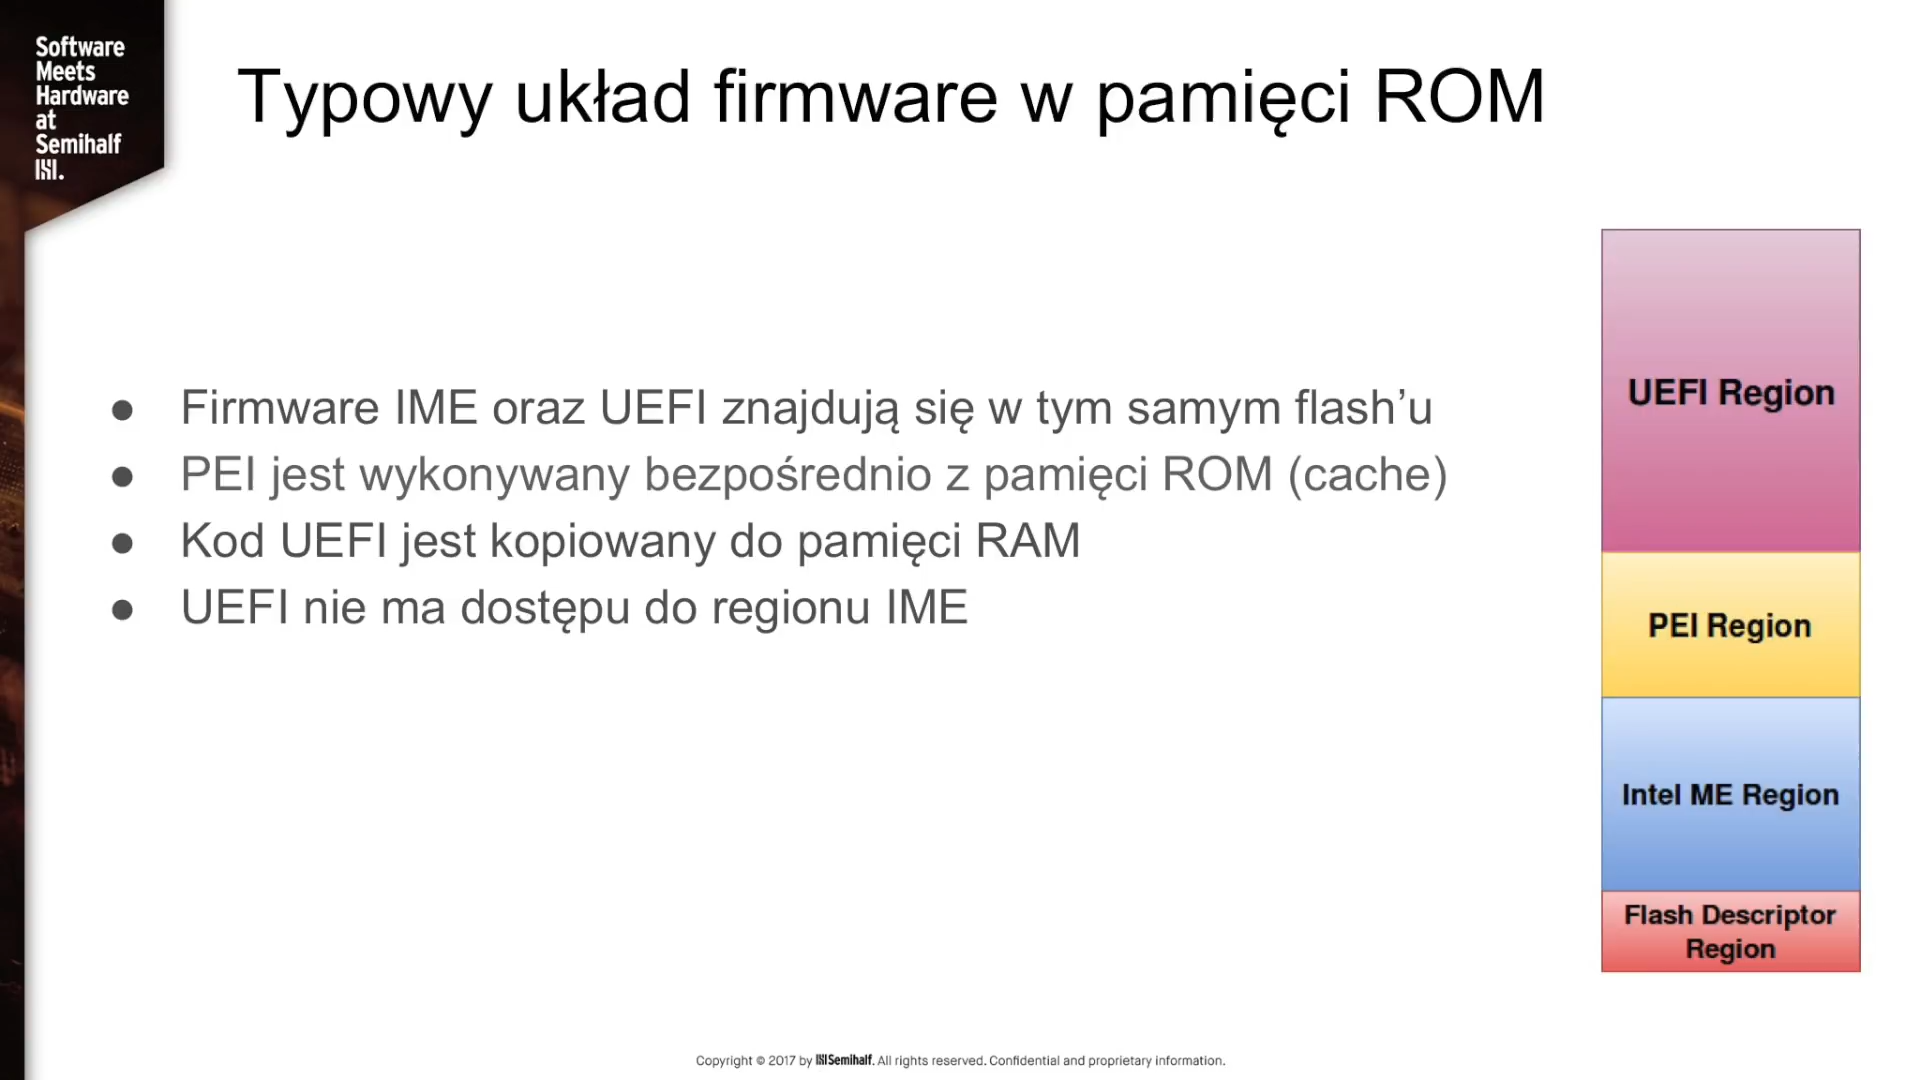 Software
Meets
Hardware
at
Semihalf
Typowy układ firmware w pamięci ROM
● Firmware IME oraz UEFI znajdują się w tym samym flash’u
● PEI jest wykonywany bezpośrednio z pamięci ROM (cache)
● Kod UEFI jest kopiowany do pamięci RAM
● UEFI nie ma dostępu do regionu IME
UEFI Region
PEI Region
Intel ME Region
Flash Descriptor
Region
Copyright © 2017 by Semihalf. All rights reserved. Confidential and proprietary information.